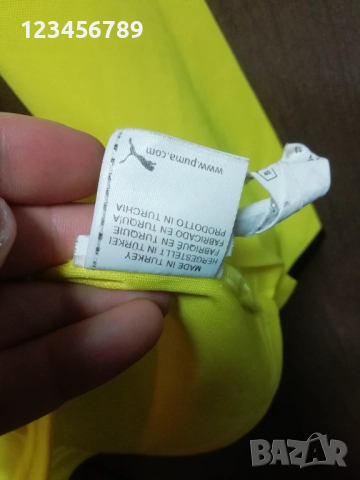 123456789
www.puma.com
MADE IN TURKEY
HERGESTELLT IN TÜRKEI
FABRIQUÉ EN TURQUIE
FABRICADO EN TURQUÍA
PRODOTTO IN TURCHIA
BAZAR